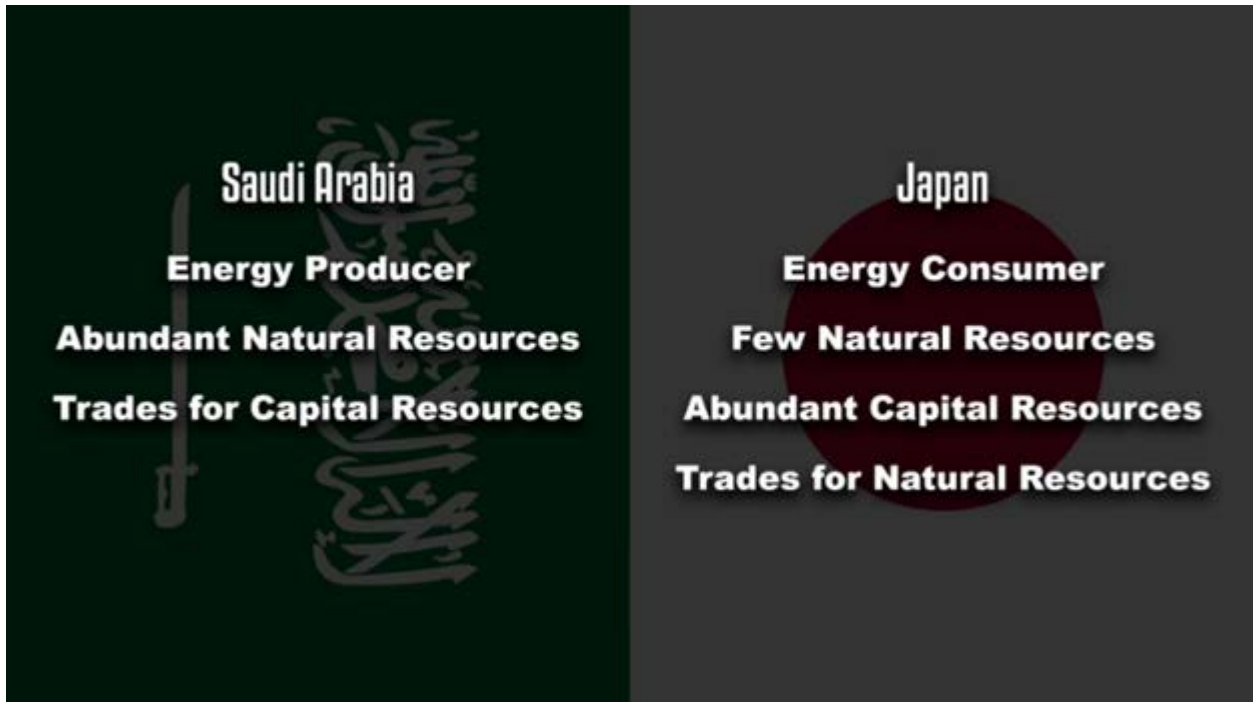 Saudi Arabia
Energy Producer
Abundant Natural Resources
Trades for Capital Resources
Japan
Energy Consumer
Few Natural Resources
Abundant Capital Resources
Trades for Natural Resources